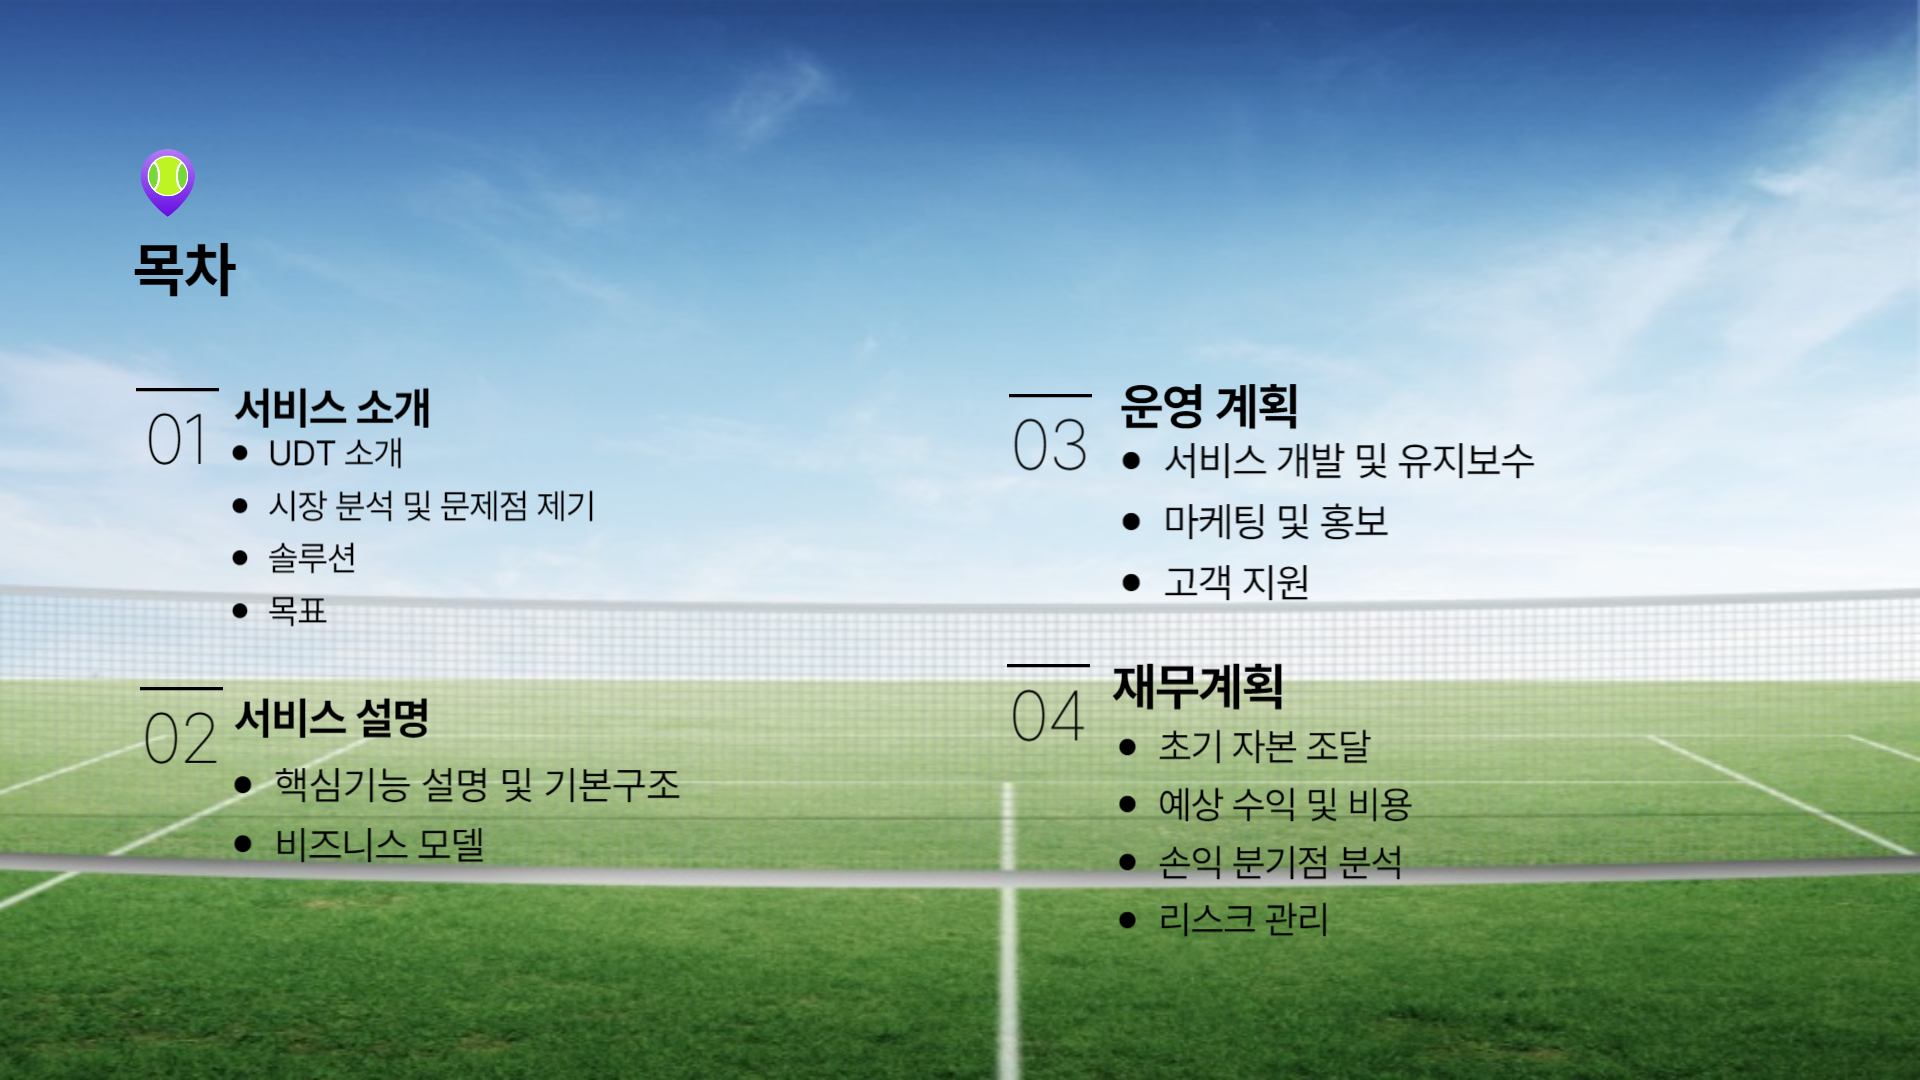 목차
01
서비스 소개
● UDT 소개
● 시장 분석 및 문제점 제기
● 솔루션
● 목표
02
서비스 설명
● 핵심기능 설명 및 기본구조
● 비즈니스 모델
03
운영 계획
● 서비스 개발 및 유지보수
● 마케팅 및 홍보
● 고객 지원
04
재무계획
● 초기 자본 조달
● 예상 수익 및 비용
● 손익 분기점 분석
● 리스크 관리